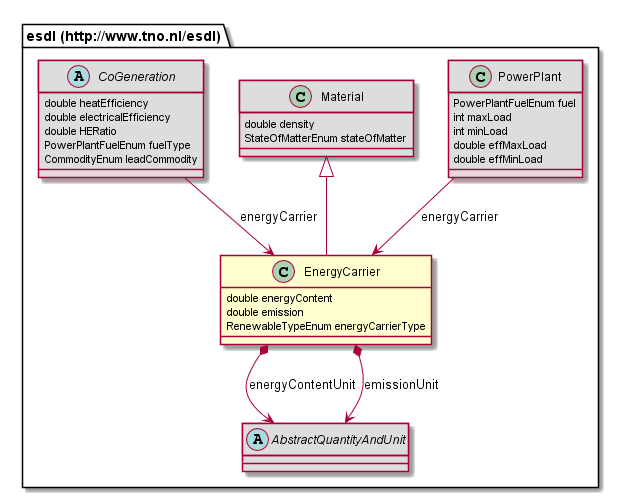 esdl (http://www.tno.nl/esdl)
A CoGeneration
double heatEfficiency
double electricalEfficiency
double HERatio
PowerPlantFuelEnum fuelType
CommodityEnum leadCommodity
C Material
double density
StateOfMatterEnum stateOfMatter
C PowerPlant
PowerPlantFuelEnum fuel
int maxLoad
int minLoad
double effMaxLoad
double effMinLoad
energyCarrier
energyCarrier
C EnergyCarrier
double energyContent
double emission
RenewableTypeEnum energyCarrierType
energyContentUnit
emissionUnit
A AbstractQuantityAndUnit